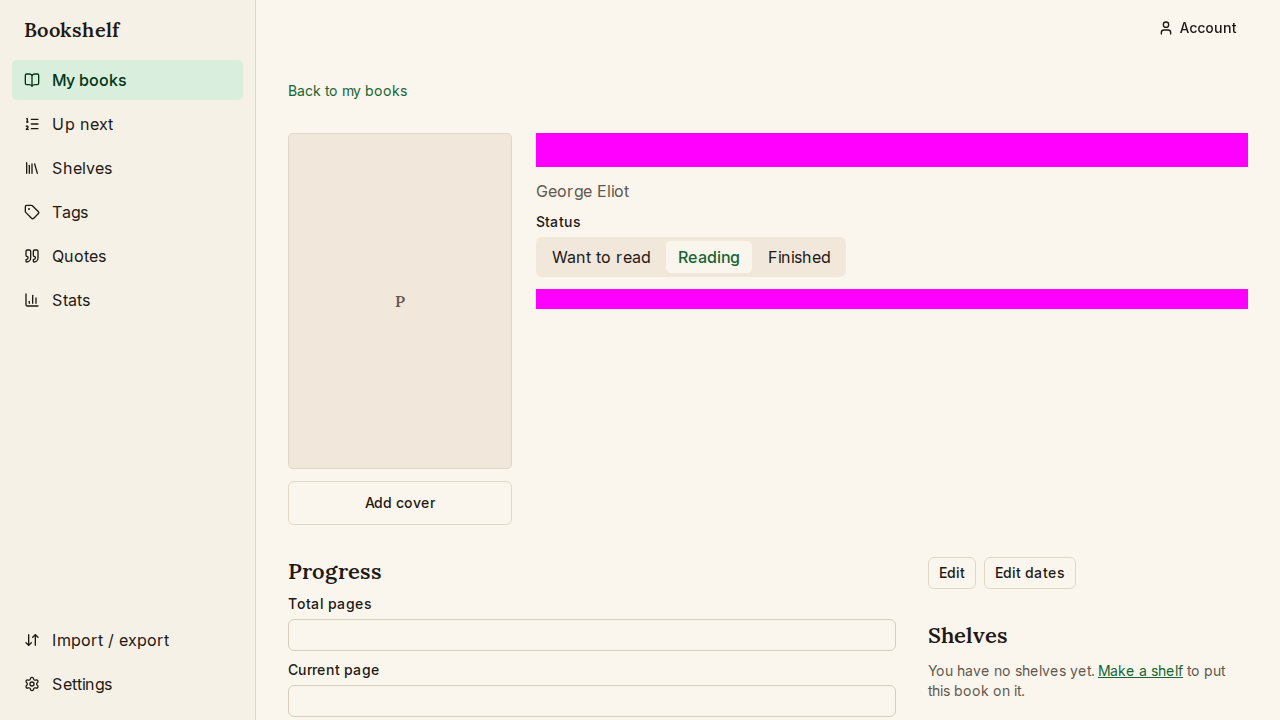 Bookshelf
Account
My books
Up next
Shelves
Tags
Quotes
Stats
Import / export
Settings
Back to my books
P
Add cover
George Eliot
Status
Want to read
Reading
Finished
Progress
Total pages
Current page
Edit
Edit dates
Shelves
You have no shelves yet. Make a shelf to put
this book on it.